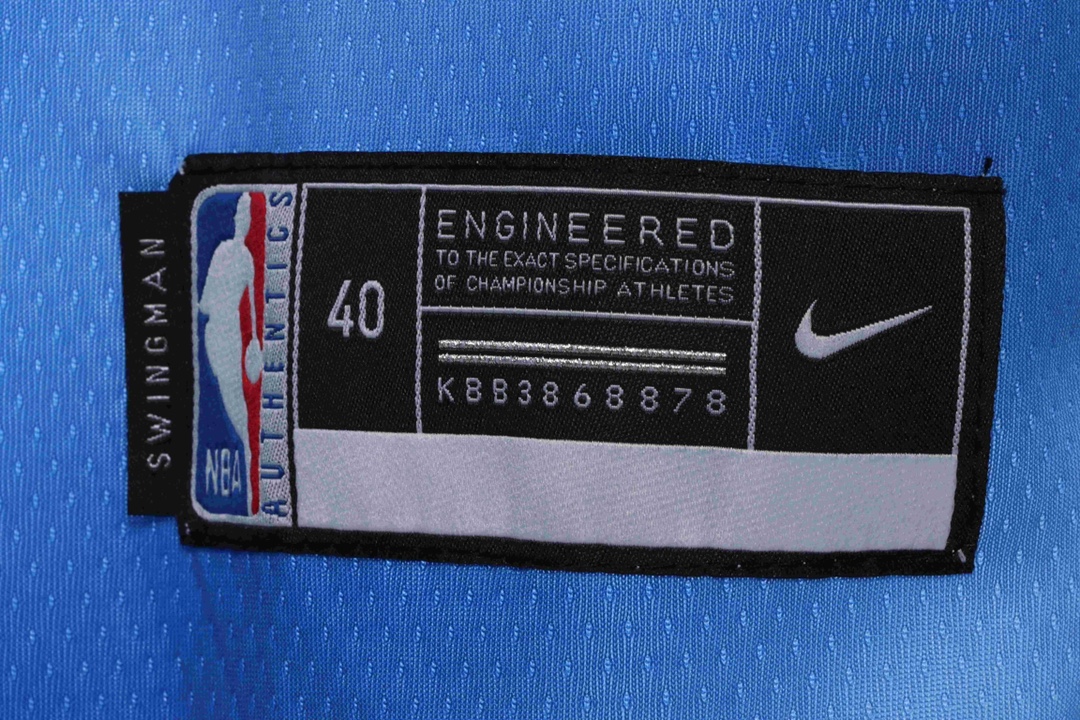 SWINGMAN
NBA
AUTHENTICS
40
ENGINEERED
TO THE EXACT SPECIFICATIONS
OF CHAMPIONSHIP ATHLETES
KBB3868878